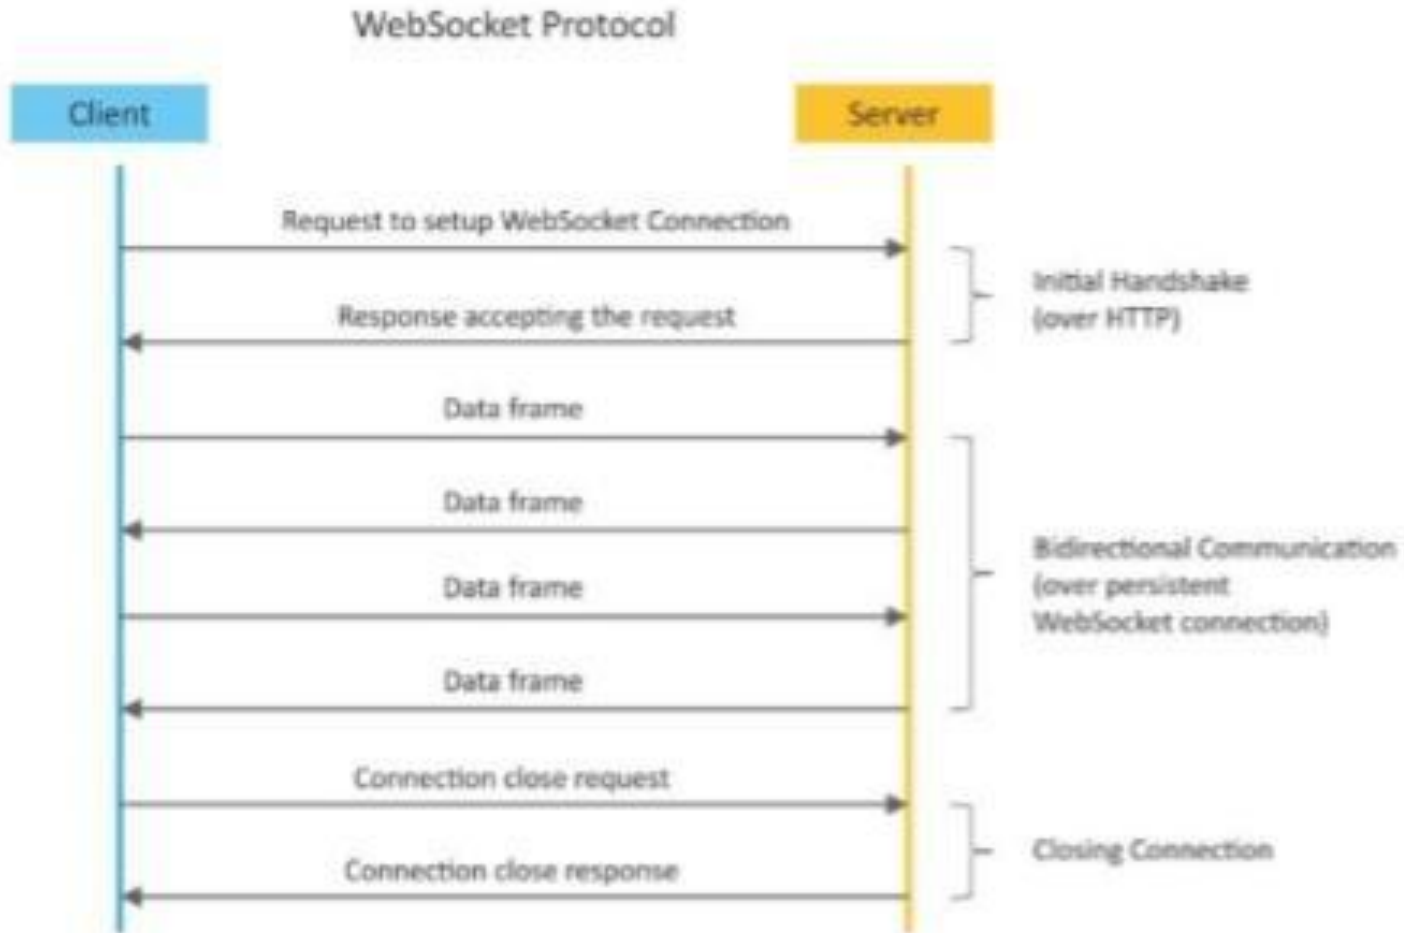 WebSocket Protocol
Client
Server
Request to setup WebSocket Connection
Response accepting the request
Initial Handshake
(over HTTP)
Data frame
Data frame
Data frame
Data frame
Bidirectional Communication
(over persistent
WebSocket connection)
Connection close request
Connection close response
Closing Connection